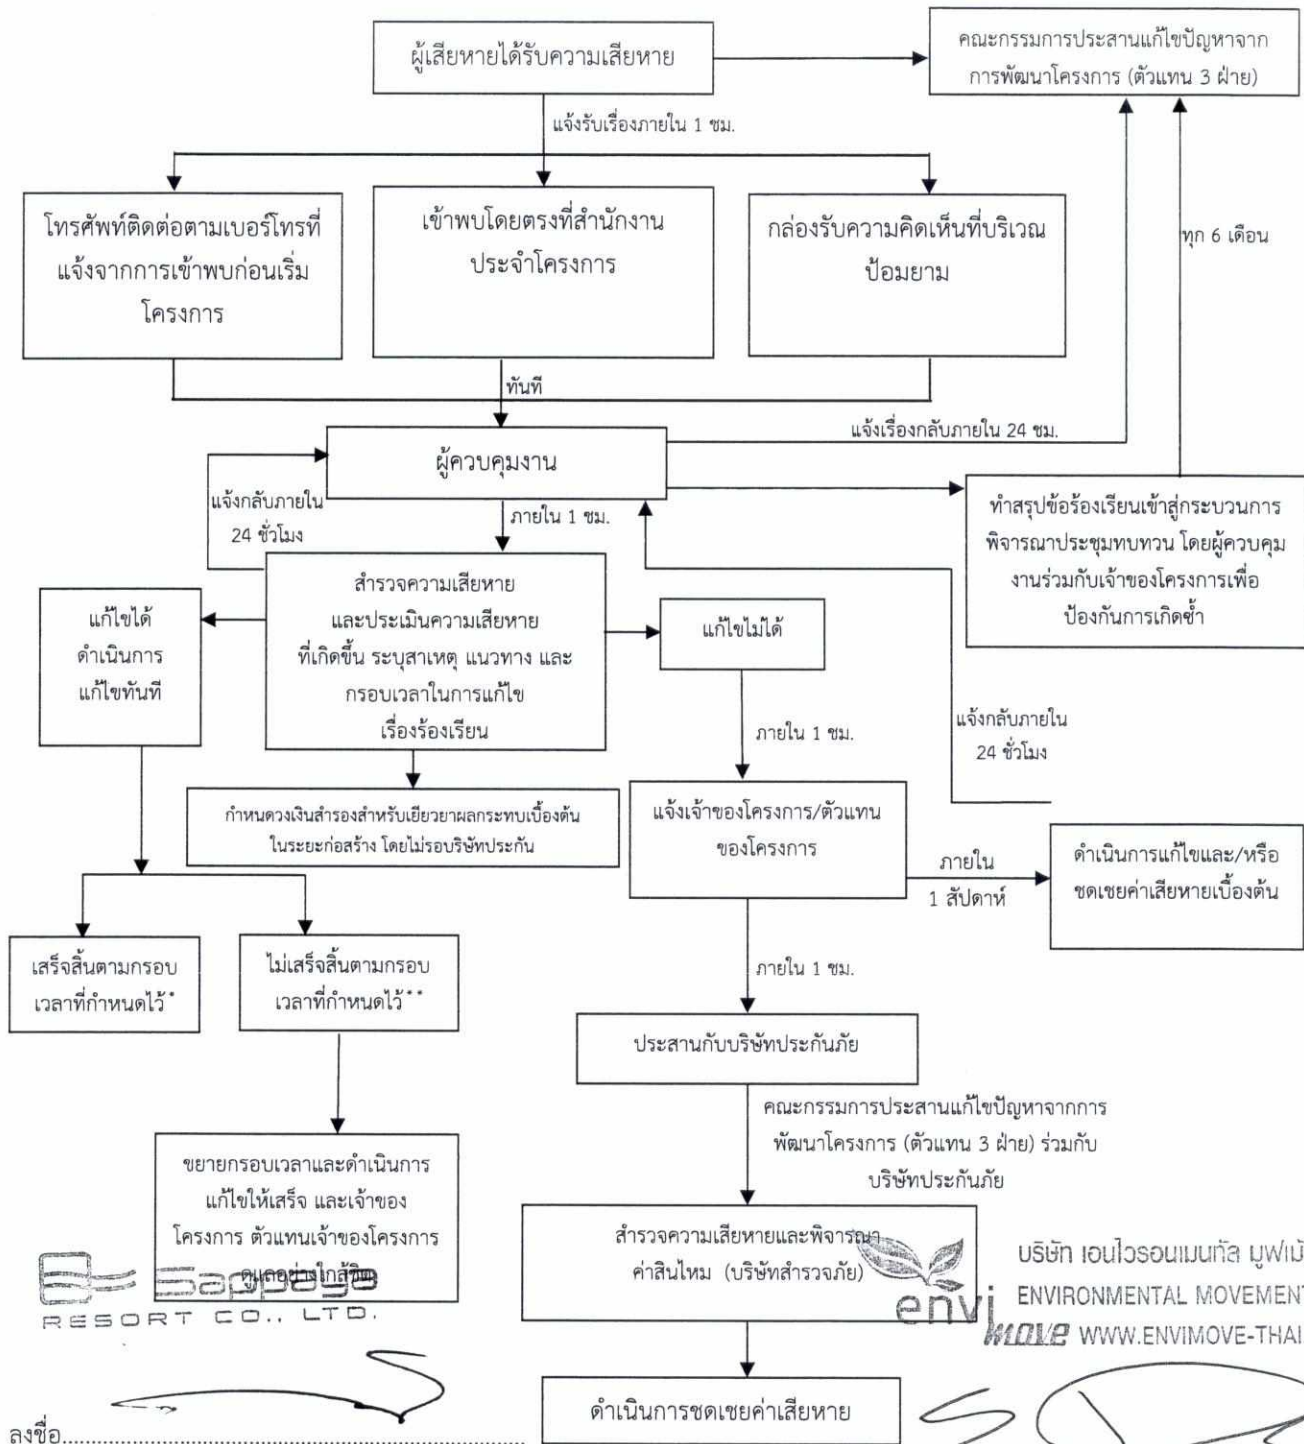 ผู้เสียหายได้รับความเสียหาย
คณะกรรมการประสานแก้ไขปัญหาจาก
การพัฒนาโครงการ (ตัวแทน 3 ฝ่าย)
แจ้งรับเรื่องภายใน 1 ชม.
โทรศัพท์ติดต่อตามเบอร์โทรที่
แจ้งจากการเข้าพบก่อนเริ่ม
โครงการ
เข้าพบโดยตรงที่สำนักงาน
ประจำโครงการ
กล่องรับความคิดเห็นที่บริเวณ
ป้อมยาม
ทุก 6 เดือน
ทันที
ผู้ควบคุมงาน
แจ้งเรื่องกลับภายใน 24 ชม.
แจ้งกลับภายใน
24 ชั่วโมง
ภายใน 1 ชม.
ทำสรุปข้อร้องเรียนเข้าสู่กระบวนการ
พิจารณาประชุมทบทวน โดยผู้ควบคุม
งานร่วมกับเจ้าของโครงการเพื่อ
ป้องกันการเกิดซ้ำ
แก้ไขได้
ดำเนินการ
แก้ไขทันที
สำรวจความเสียหาย
และประเมินความเสียหาย
ที่เกิดขึ้น ระบุสาเหตุ แนวทาง และ
กรอบเวลาในการแก้ไข
เรื่องร้องเรียน
แก้ไขไม่ได้
ภายใน 1 ชม.
แจ้งกลับภายใน
24 ชั่วโมง
กำหนดวงเงินสำรองสำหรับเยียวยาผลกระทบเบื้องต้น
ในระยะก่อสร้าง โดยไม่รอบริษัทประกัน
แจ้งเจ้าของโครงการ/ตัวแทน
ของโครงการ
ภายใน
1 สัปดาห์
ดำเนินการแก้ไขและ/หรือ
ชดเชยค่าเสียหายเบื้องต้น
เสร็จสิ้นตามกรอบ
เวลาที่กำหนดไว้*
ไม่เสร็จสิ้นตามกรอบ
เวลาที่กำหนดไว้**
ภายใน 1 ชม.
ประสานกับบริษัทประกันภัย
คณะกรรมการประสานแก้ไขปัญหาจากการ
พัฒนาโครงการ (ตัวแทน 3 ฝ่าย) ร่วมกับ
บริษัทประกันภัย
ขยายกรอบเวลาและดำเนินการ
แก้ไขให้เสร็จ และเจ้าของ
โครงการ ตัวแทนเจ้าของโครงการ
ดูแลอย่างใกล้ชิด
สำรวจความเสียหายและพิจารณา
ค่าสินไหม (บริษัทสำรวจภัย)
Sappaya
RESORT CO., LTD.
envi
move
บริษัท เอนไวรอนเมนทัล มูฟเม
ENVIRONMENTAL MOVEMENT
WWW.ENVIMOVE-THAI
ดำเนินการชดเชยค่าเสียหาย
ลงชื่อ........................................................................